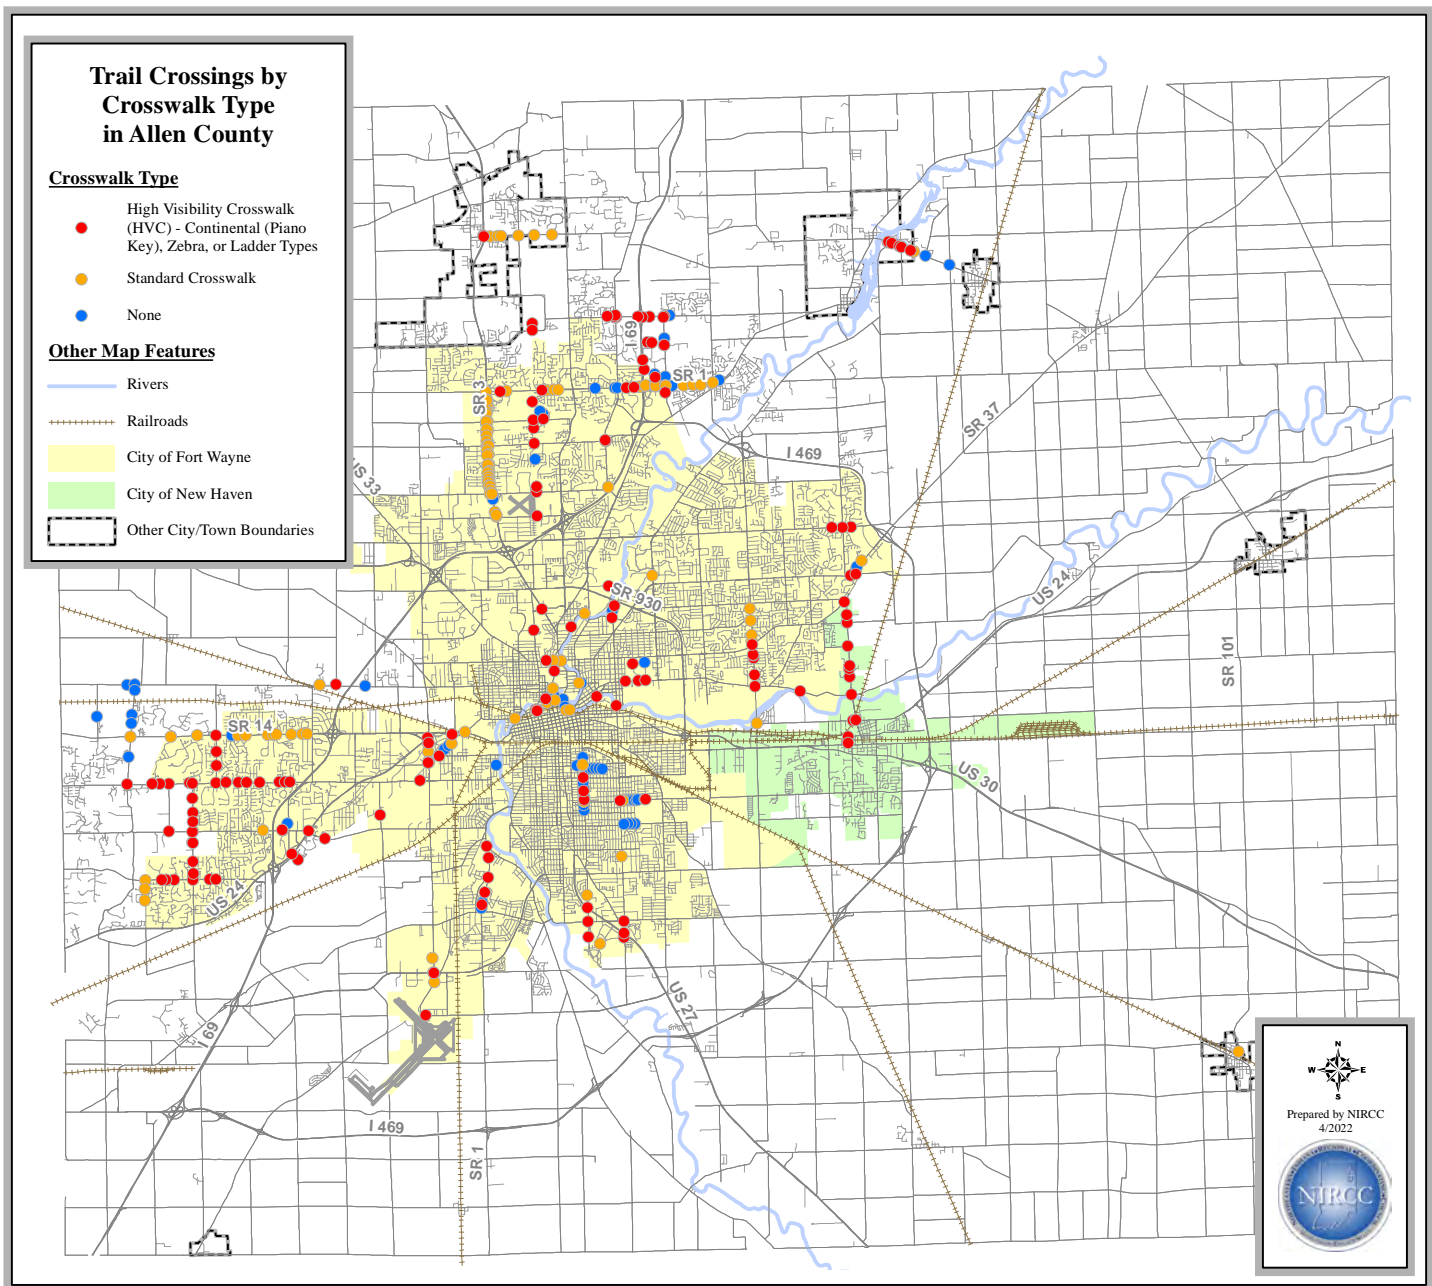 Trail Crossings by
Crosswalk Type
in Allen County
Crosswalk Type
High Visibility Crosswalk
(HVC) - Continental (Piano
Key), Zebra, or Ladder Types
Standard Crosswalk
None
Other Map Features
Rivers
Railroads
City of Fort Wayne
City of New Haven
Other City/Town Boundaries
I 69
SR 3
SR 1
SR 37
I 469
US 33
SR 930
US 24
SR 101
SR 14
US 30
US 24
US 27
I 69
I 469
SR 1
N
W E
S
Prepared by NIRCC
4/2022
NIRCC